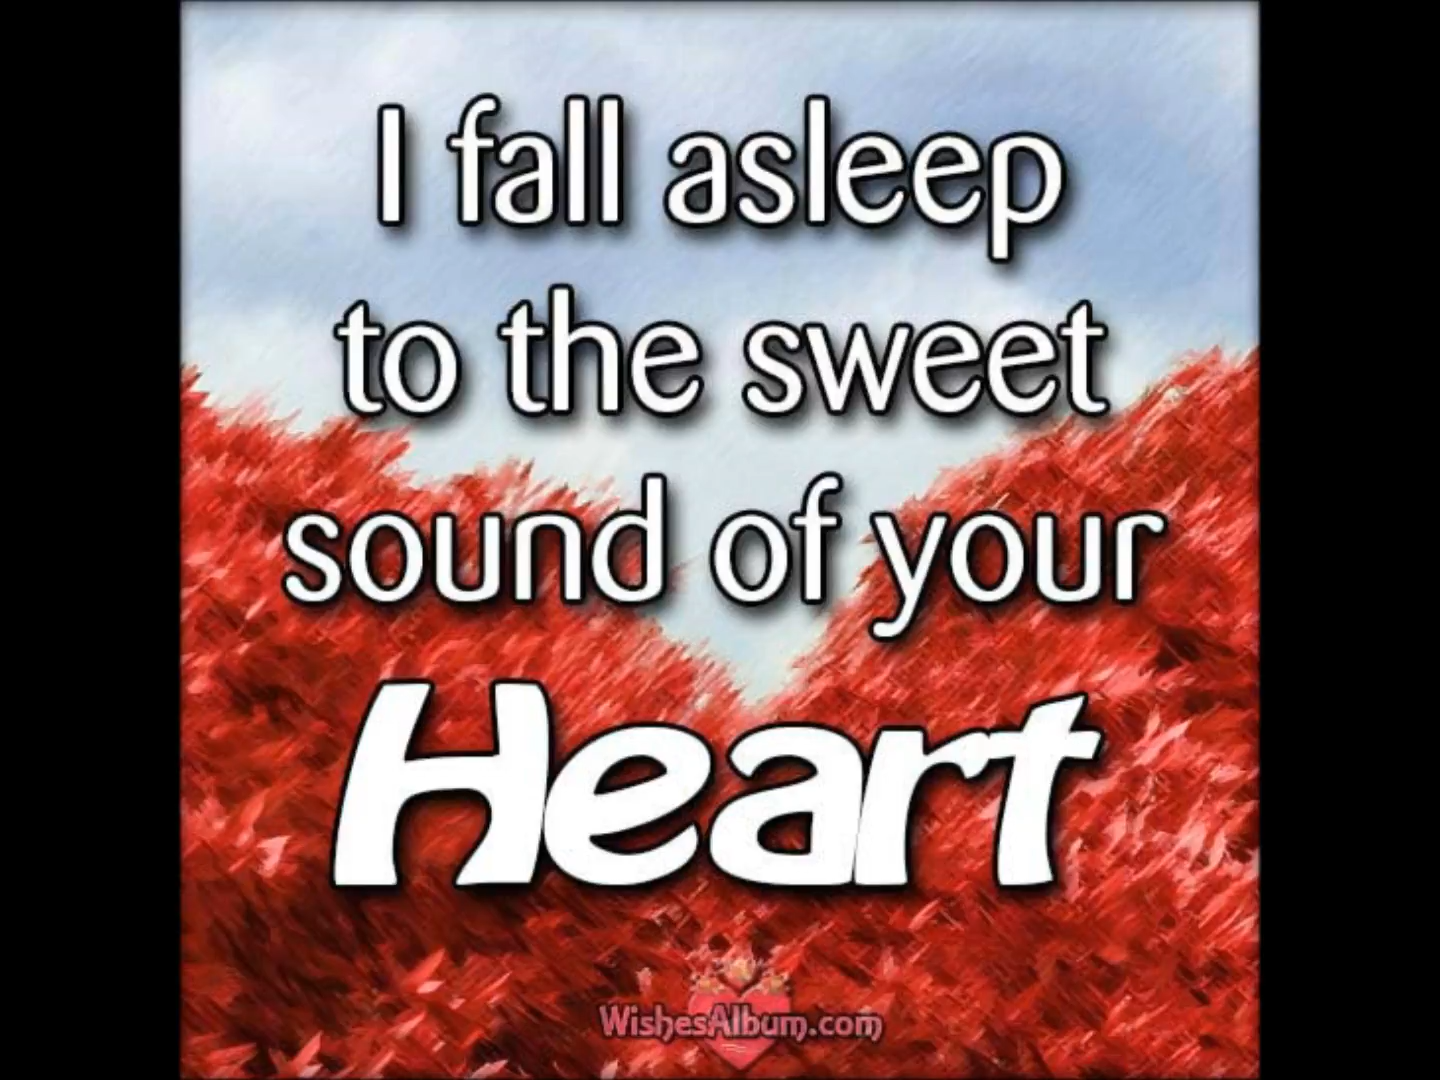 I fall asleep
to the sweet
sound of your
Heart
WishesAlbum.com